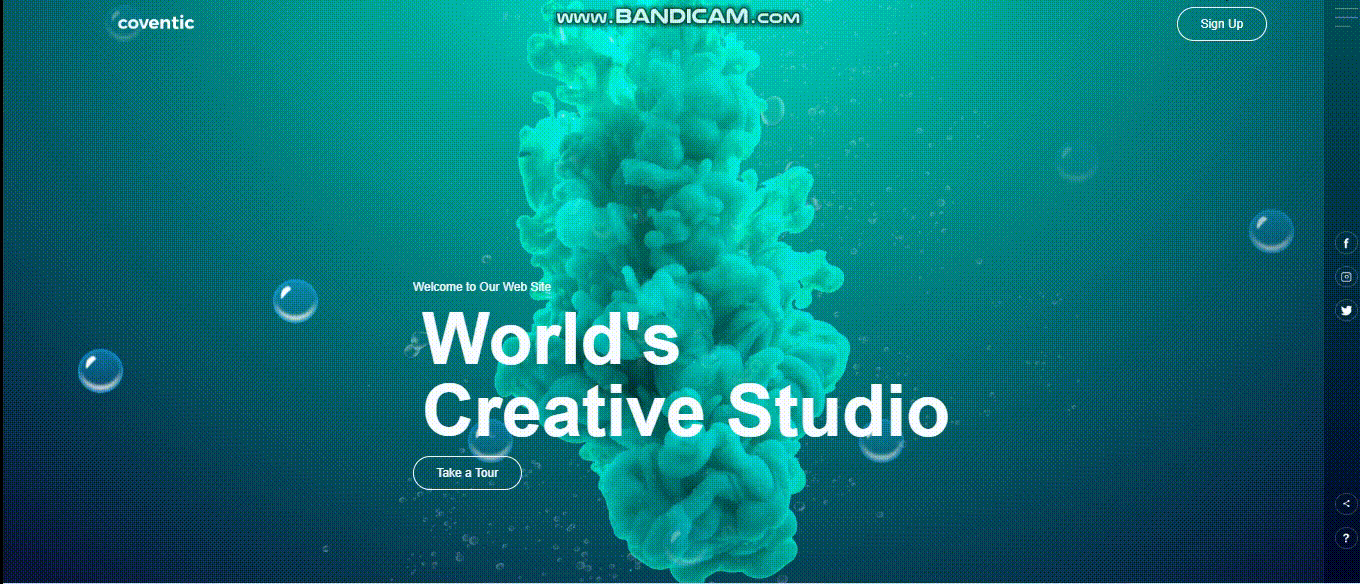 coventic
www.BANDICAM.com
Sign Up
Welcome to Our Web Site
World's
Creative Studio
Take a Tour
?